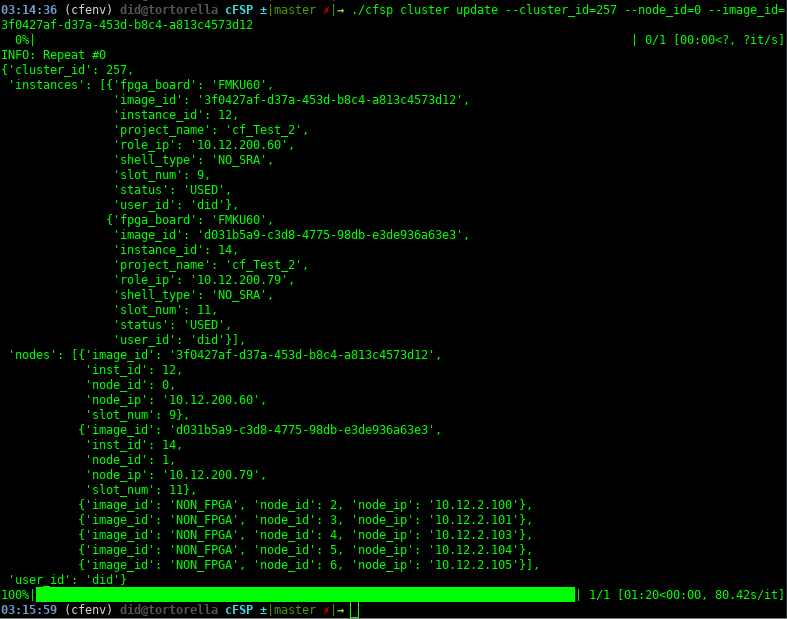 03:14:36 (cfenv) did@tortorella cFSP ±|master ✗|→ ./cfsp cluster update --cluster_id=257 --node_id=0 --image_id=
3f0427af-d37a-453d-b8c4-a813c4573d12
  0%| | 0/1 [00:00<?, ?it/s]
INFO: Repeat #0
{'cluster_id': 257,
 'instances': [{'fpga_board': 'FMKU60',
                'image_id': '3f0427af-d37a-453d-b8c4-a813c4573d12',
                'instance_id': 12,
                'project_name': 'cf_Test_2',
                'role_ip': '10.12.200.60',
                'shell_type': 'NO_SRA',
                'slot_num': 9,
                'status': 'USED',
                'user_id': 'did'},
               {'fpga_board': 'FMKU60',
                'image_id': 'd031b5a9-c3d8-4775-98db-e3de936a63e3',
                'instance_id': 14,
                'project_name': 'cf_Test_2',
                'role_ip': '10.12.200.79',
                'shell_type': 'NO_SRA',
                'slot_num': 11,
                'status': 'USED',
                'user_id': 'did'}],
 'nodes': [{'image_id': '3f0427af-d37a-453d-b8c4-a813c4573d12',
            'inst_id': 12,
            'node_id': 0,
            'node_ip': '10.12.200.60',
            'slot_num': 9},
           {'image_id': 'd031b5a9-c3d8-4775-98db-e3de936a63e3',
            'inst_id': 14,
            'node_id': 1,
            'node_ip': '10.12.200.79',
            'slot_num': 11},
           {'image_id': 'NON_FPGA', 'node_id': 2, 'node_ip': '10.12.2.100'},
           {'image_id': 'NON_FPGA', 'node_id': 3, 'node_ip': '10.12.2.101'},
           {'image_id': 'NON_FPGA', 'node_id': 4, 'node_ip': '10.12.2.103'},
           {'image_id': 'NON_FPGA', 'node_id': 5, 'node_ip': '10.12.2.104'},
           {'image_id': 'NON_FPGA', 'node_id': 6, 'node_ip': '10.12.2.105'}],
 'user_id': 'did'}
100%| | 1/1 [01:20<00:00, 80.42s/it]
03:15:59 (cfenv) did@tortorella cFSP ±|master ✗|→